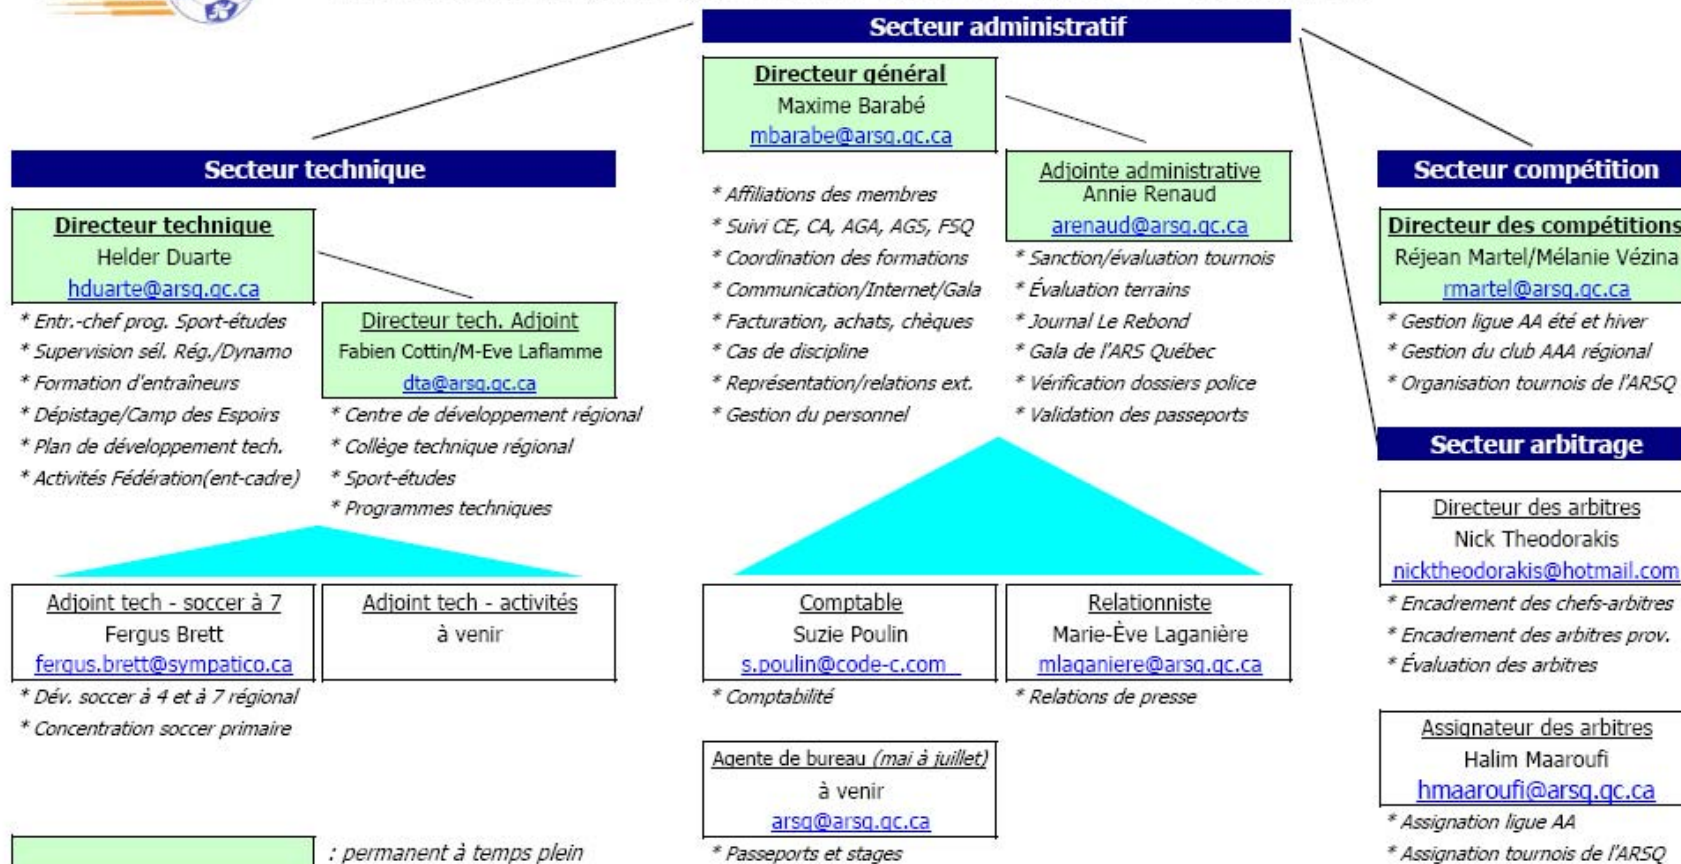 Secteur administratif
Directeur général
Maxime Barabé
mbarabe@arsq.qc.ca
* Affiliations des membres
* Suivi CE, CA, AGA, AGS, FSQ
* Coordination des formations
* Communication/Internet/Gala
* Facturation, achats, chèques
* Cas de discipline
* Représentation/relations ext.
* Gestion du personnel
Adjointe administrative
Annie Renaud
arenaud@arsq.qc.ca
* Sanction/évaluation tournois
* Évaluation terrains
* Journal Le Rebond
* Gala de l'ARS Québec
* Vérification dossiers police
* Validation des passeports
Secteur technique
Directeur technique
Helder Duarte
hduarte@arsq.qc.ca
* Entr.-chef prog. Sport-études
* Supervision sél. Rég./Dynamo
* Formation d'entraîneurs
* Dépistage/Camp des Espoirs
* Plan de développement tech.
* Activités Fédération(ent-cadre)
Directeur tech. Adjoint
Fabien Cottin/M-Eve Laflamme
dta@arsq.qc.ca
* Centre de développement régional
* Collège technique régional
* Sport-études
* Programmes techniques
Adjoint tech - soccer à 7
Fergus Brett
fergus.brett@sympatico.ca
* Dév. soccer à 4 et à 7 régional
* Concentration soccer primaire
Adjoint tech - activités
à venir
Comptable
Suzie Poulin
s.poulin@code-c.com
* Comptabilité
Relationniste
Marie-Ève Laganière
mlaganiere@arsq.qc.ca
* Relations de presse
Agente de bureau (mai à juillet)
à venir
arsq@arsq.qc.ca
* Passeports et stages
Secteur compétition
Directeur des compétitions
Réjean Martel/Mélanie Vézina
rmartel@arsq.qc.ca
* Gestion ligue AA été et hiver
* Gestion du club AAA régional
* Organisation tournois de l'ARSQ
Secteur arbitrage
Directeur des arbitres
Nick Theodorakis
nicktheodorakis@hotmail.com
* Encadrement des chefs-arbitres
* Encadrement des arbitres prov.
* Évaluation des arbitres
Assignateur des arbitres
Halim Maaroufi
hmaaroufi@arsq.qc.ca
* Assignation ligue AA
* Assignation tournois de l'ARSQ
: permanent à temps plein